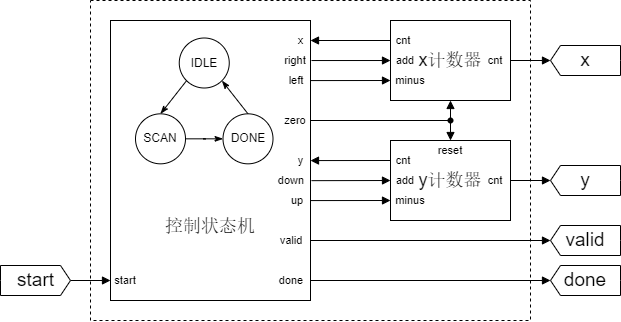 x
cnt
IDLE
right
add
x计数器
cnt
x
left
minus
zero
SCAN
DONE
reset
y
cnt
down
add
y计数器
cnt
y
up
minus
控制状态机
valid
valid
start
start
done
done